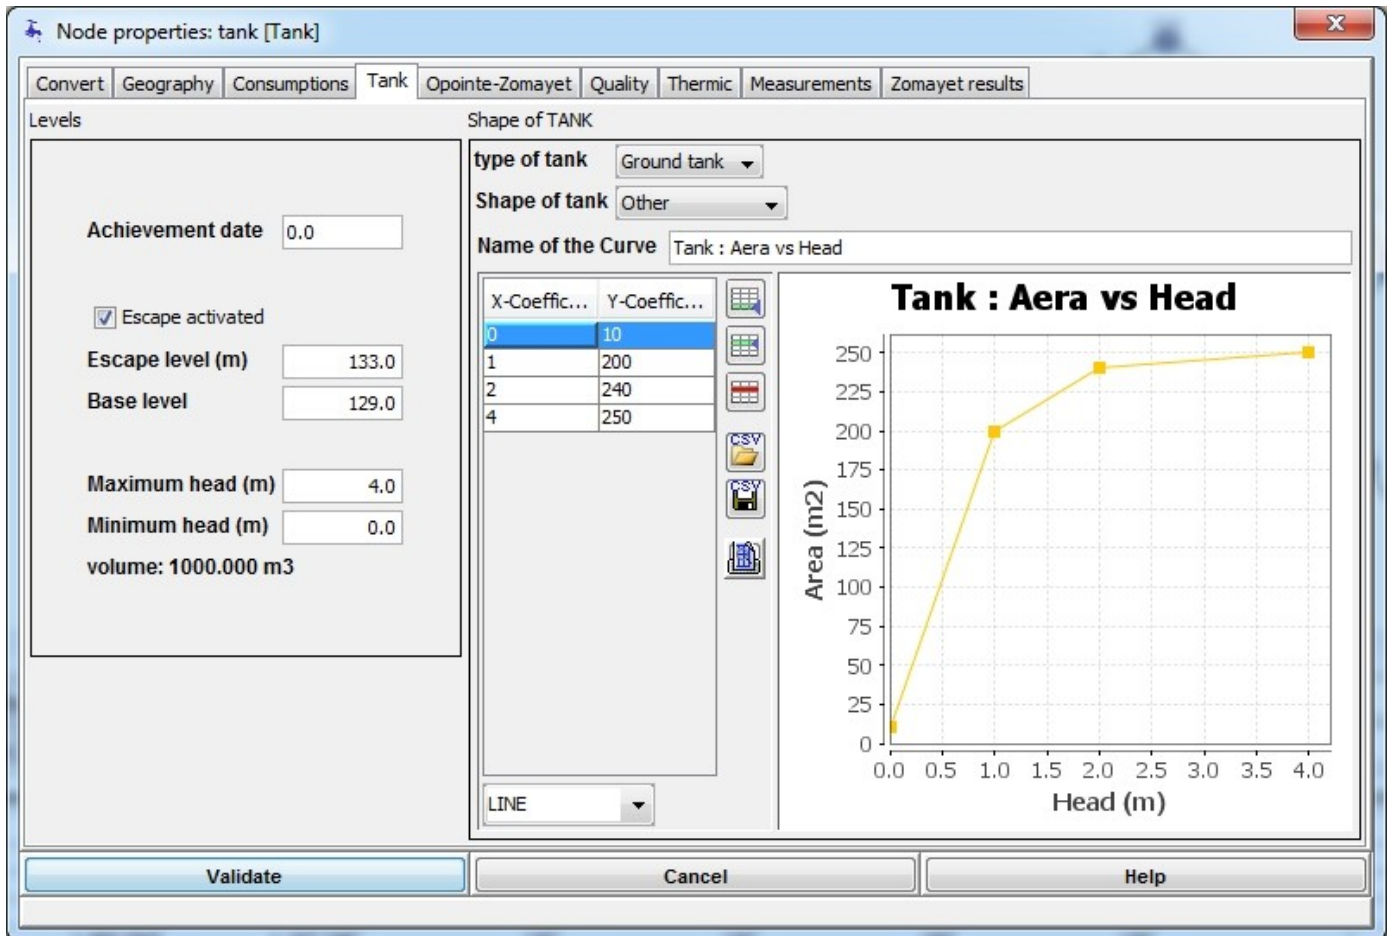 Node properties: tank [Tank]
X
Convert Geography Consumptions Tank Opointe-Zomayet Quality Thermic Measurements Zomayet results
Levels
Achievement date 0.0
Escape activated
Escape level (m) 133.0
Base level 129.0
Maximum head (m) 4.0
Minimum head (m) 0.0
volume: 1000.000 m3
Shape of TANK
type of tank Ground tank
Shape of tank Other
Name of the Curve Tank : Aera vs Head
X-Coeffic... Y-Coeffic...
0 10
1 200
2 240
4 250
CSV
CSV
LINE
Tank : Aera vs Head
Area (m2)
250
225
200
175
150
125
100
75
50
25
0
0.0 0.5 1.0 1.5 2.0 2.5 3.0 3.5 4.0
Head (m)
Validate Cancel Help